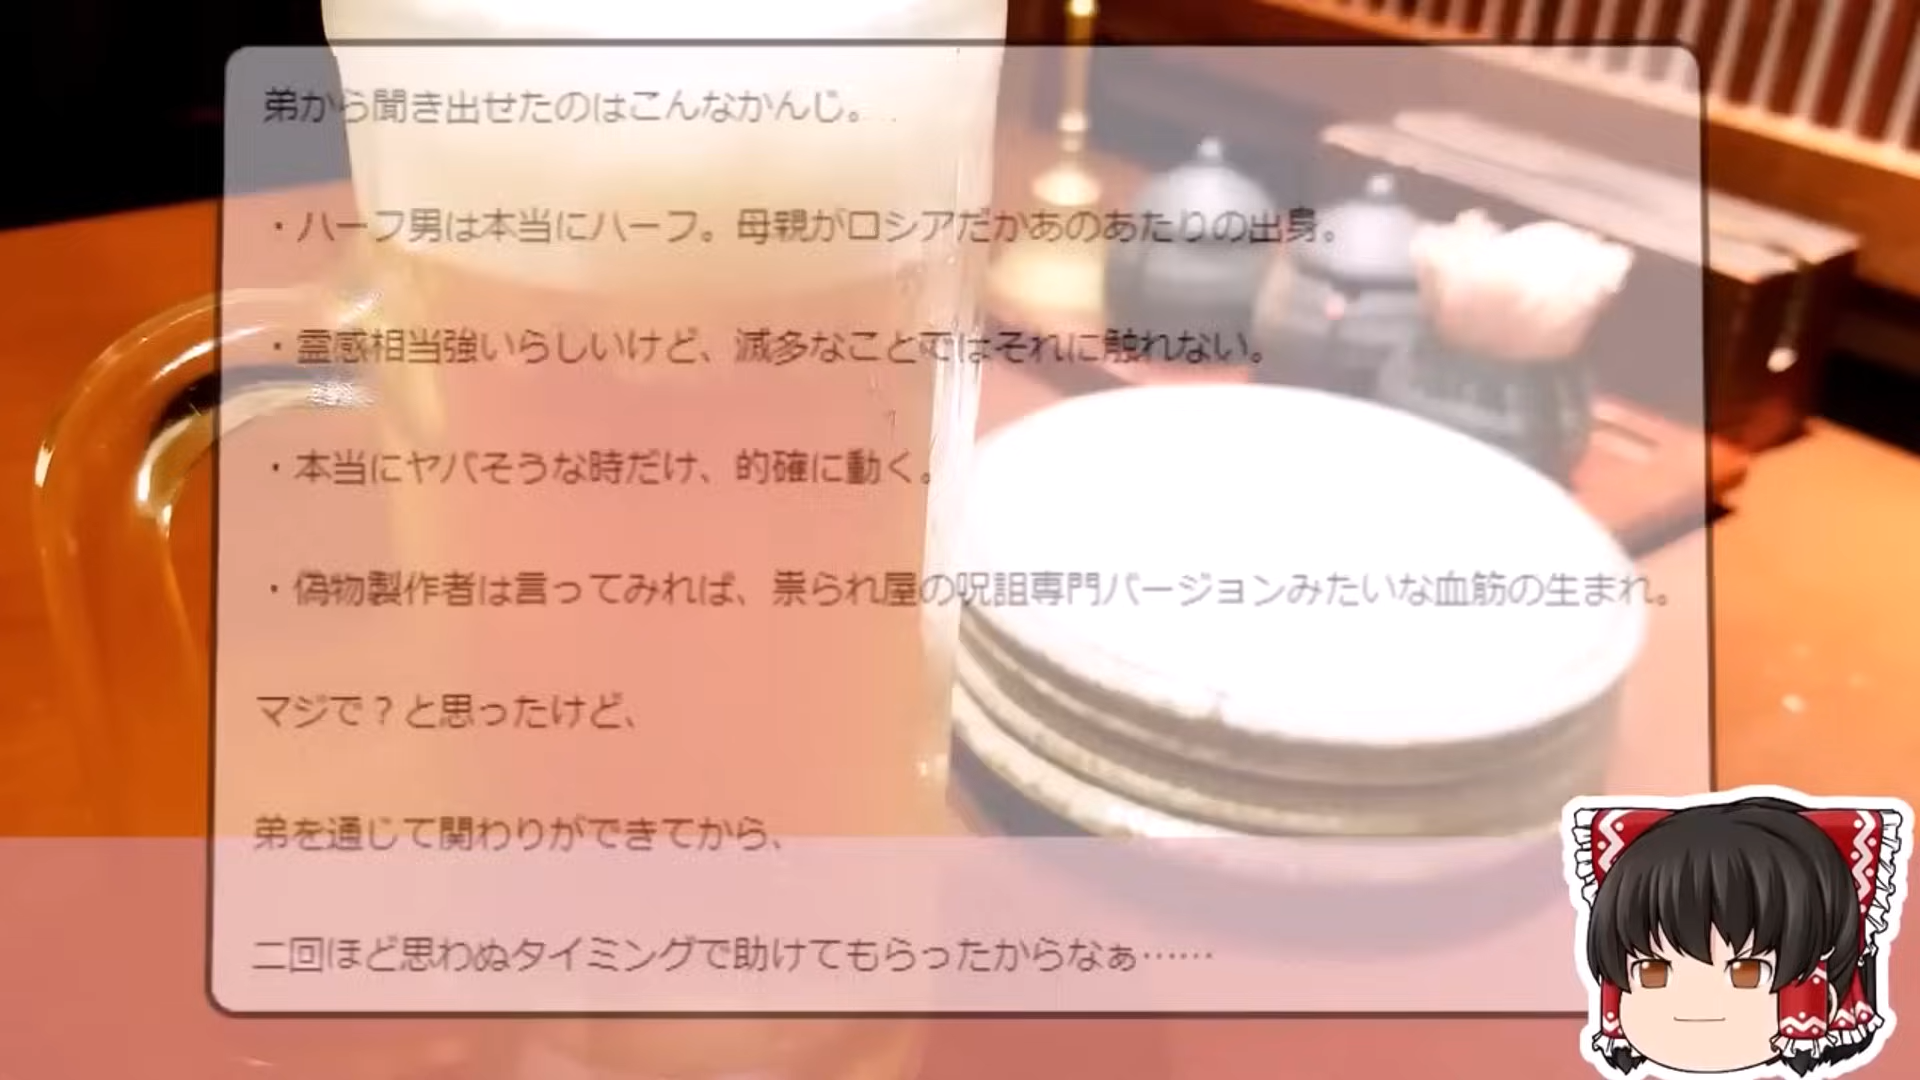 弟から聞き出せたのはこんなかんじ。
・ハーフ男は本当にハーフ。母親がロシアだかあのあたりの出身。
・霊感相当強いらしいけど、滅多なことではそれに触れない。
・本当にヤバそうな時だけ、的確に動く。
・偽物製作者は言ってみれば、祟られ屋の呪詛専門バージョンみたいな血筋の生まれ。
マジで？と思ったけど、
弟を通じて関わりができてから、
二回ほど思わぬタイミングで助けてもらったからなぁ……